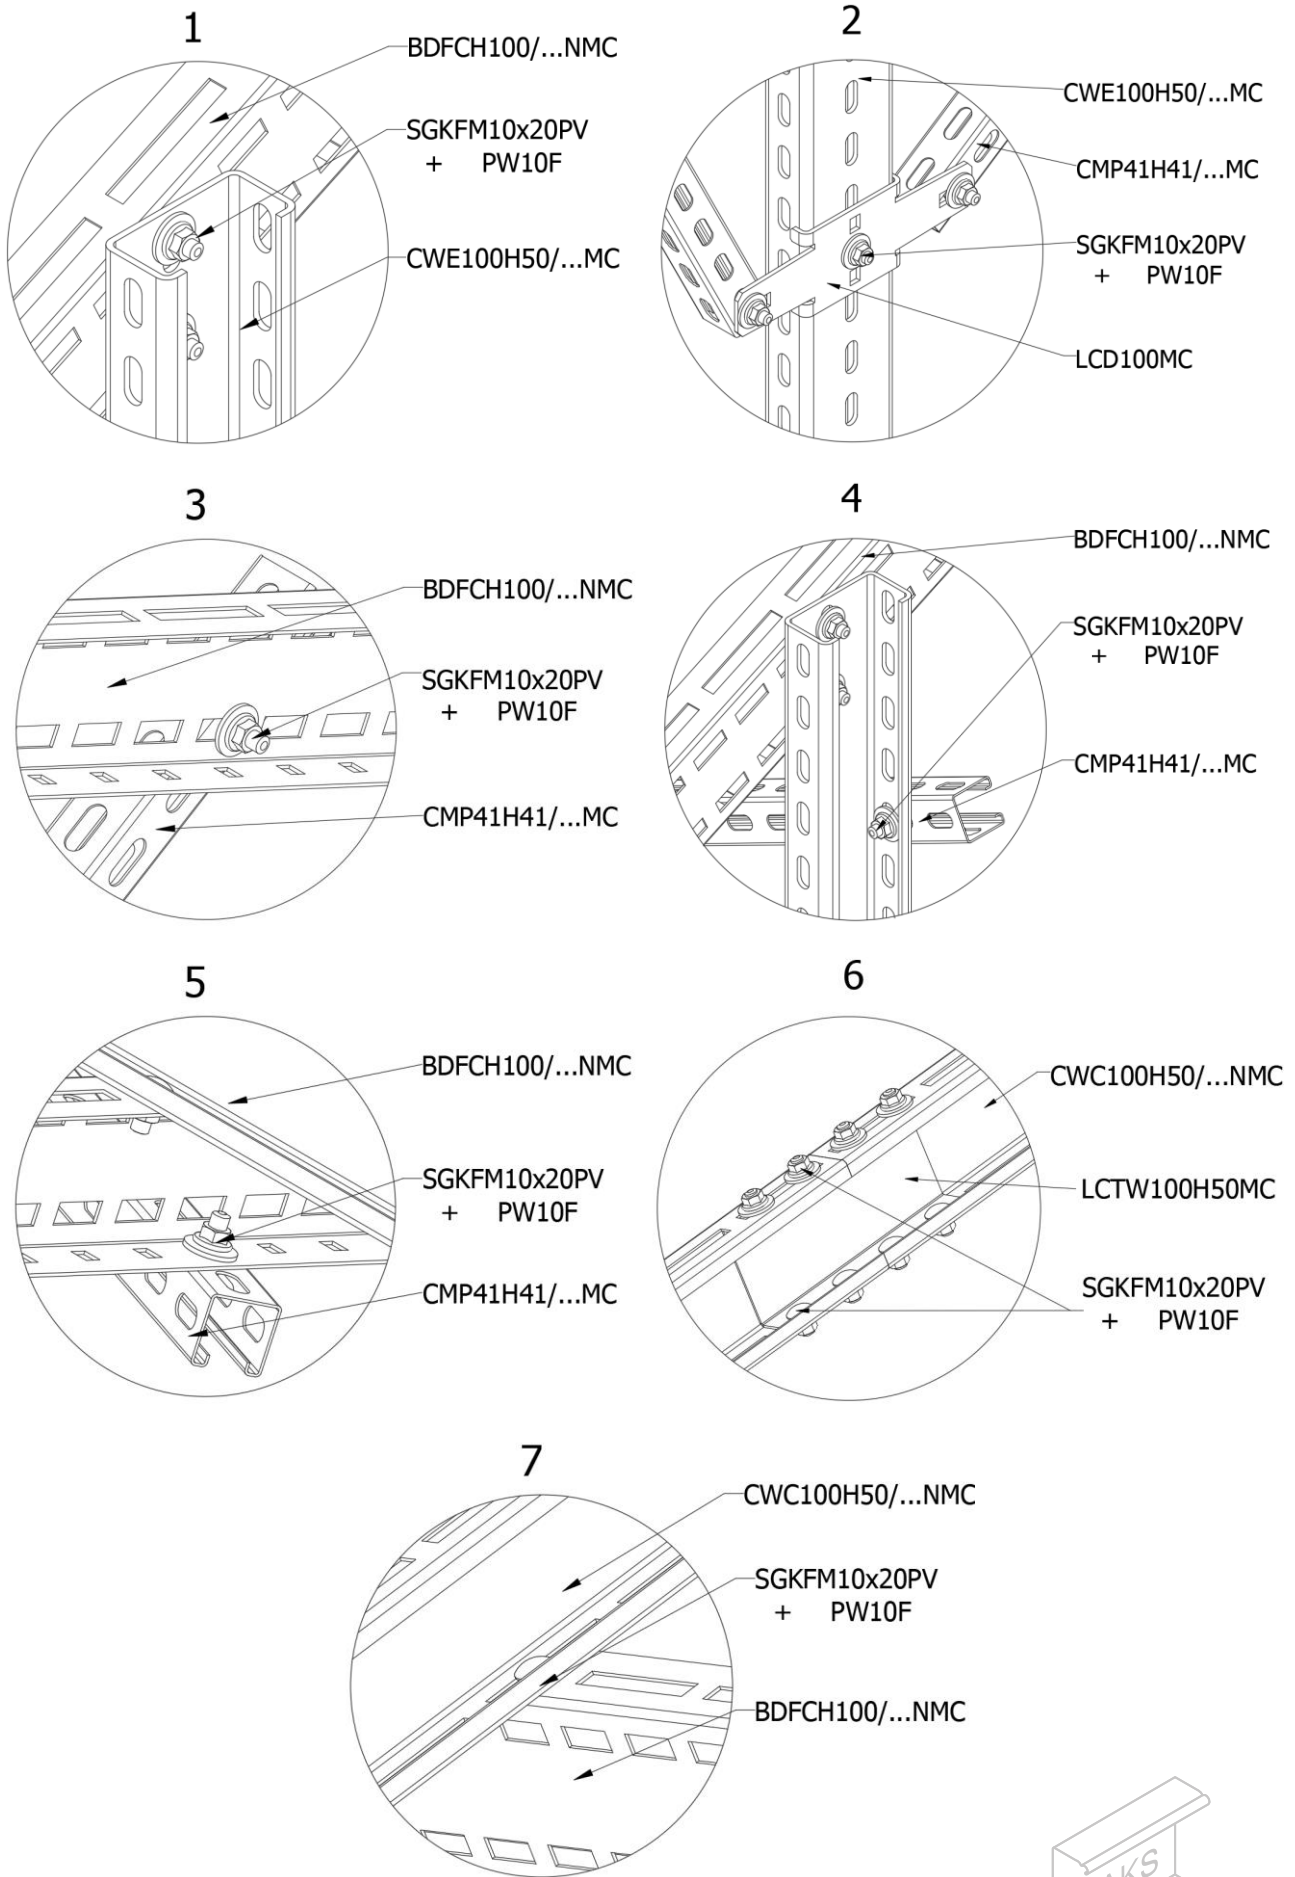 1
BDFCH100/...NMC
SGKFM10x20PV
+ PW10F
CWE100H50/...MC
2
CWE100H50/...MC
CMP41H41/...MC
SGKFM10x20PV
+ PW10F
LCD100MC
3
BDFCH100/...NMC
SGKFM10x20PV
+ PW10F
CMP41H41/...MC
4
BDFCH100/...NMC
SGKFM10x20PV
+ PW10F
CMP41H41/...MC
5
BDFCH100/...NMC
SGKFM10x20PV
+ PW10F
CMP41H41/...MC
6
CWC100H50/...NMC
LCTW100H50MC
SGKFM10x20PV
+ PW10F
7
CWC100H50/...NMC
SGKFM10x20PV
+ PW10F
BDFCH100/...NMC